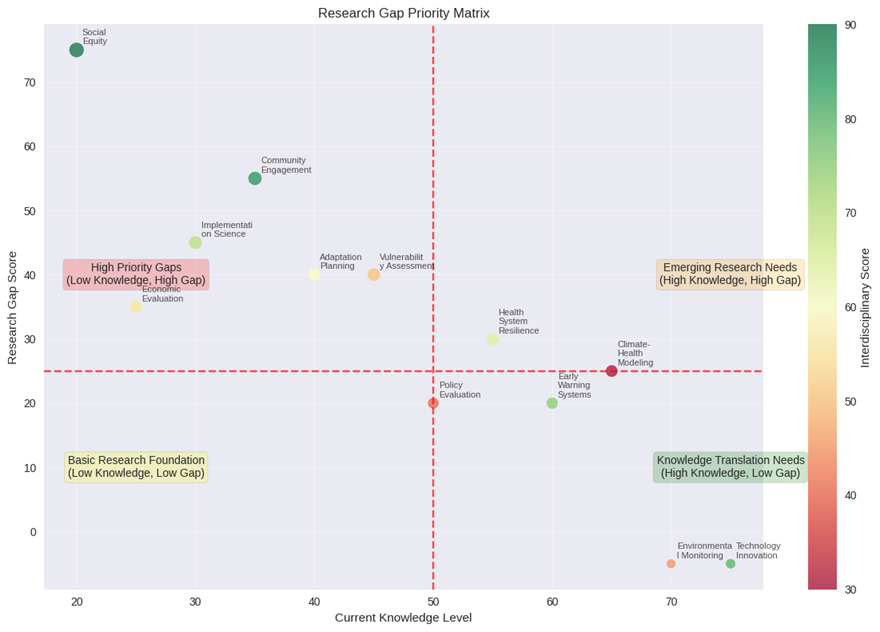 Research Gap Priority Matrix
Social
Equity
Community
Engagement
Implementati
on Science
Adaptation
Planning
Vulnerabilit
y Assessment
High Priority Gaps
(Low Knowledge, High Gap)
Emerging Research Needs
(High Knowledge, High Gap)
Economic
Evaluation
Health
System
Resilience
Climate-
Health
Modeling
Policy
Evaluation
Early
Warning
Systems
Basic Research Foundation
(Low Knowledge, Low Gap)
Knowledge Translation Needs
(High Knowledge, Low Gap)
Environmenta
l Monitoring
Technology
Innovation
Research Gap Score
70
60
50
40
30
20
10
0
20
30
40
50
60
70
Current Knowledge Level
90
80
70
60
50
40
30
Interdisciplinary Score